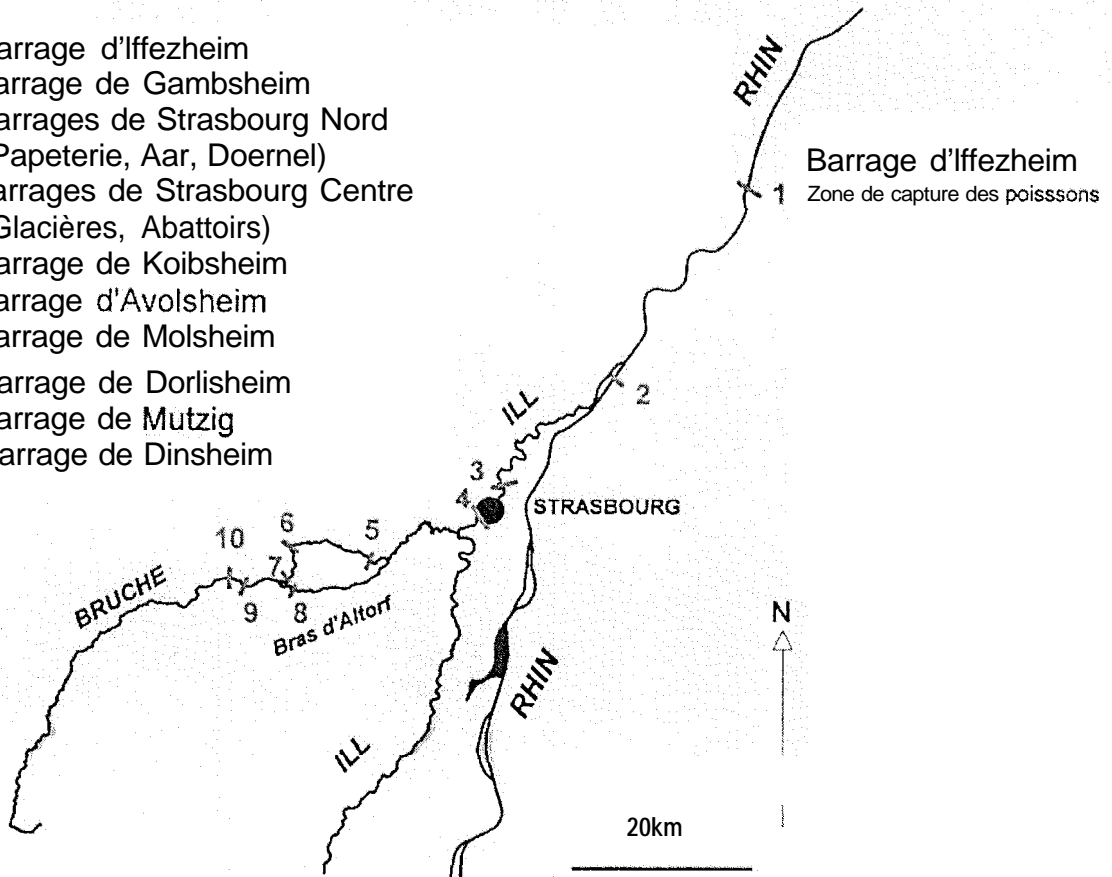 arrage d'Iffezheim
arrage de Gambsheim
arrages de Strasbourg Nord
Papeterie, Aar, Doernel)
arrages de Strasbourg Centre
Glacières, Abattoirs)
arrage de Koibsheim
arrage d'Avolsheim
arrage de Molsheim
arrage de Dorlisheim
arrage de Mutzig
arrage de Dinsheim
RHIN
Barrage d'Iffezheim
1
Zone de capture des poisssons
2
ILL
3
4
STRASBOURG
5
6
10
7
BRUCHE
9
8
Bras d'Altorf
N
RHIN
ILL
20km